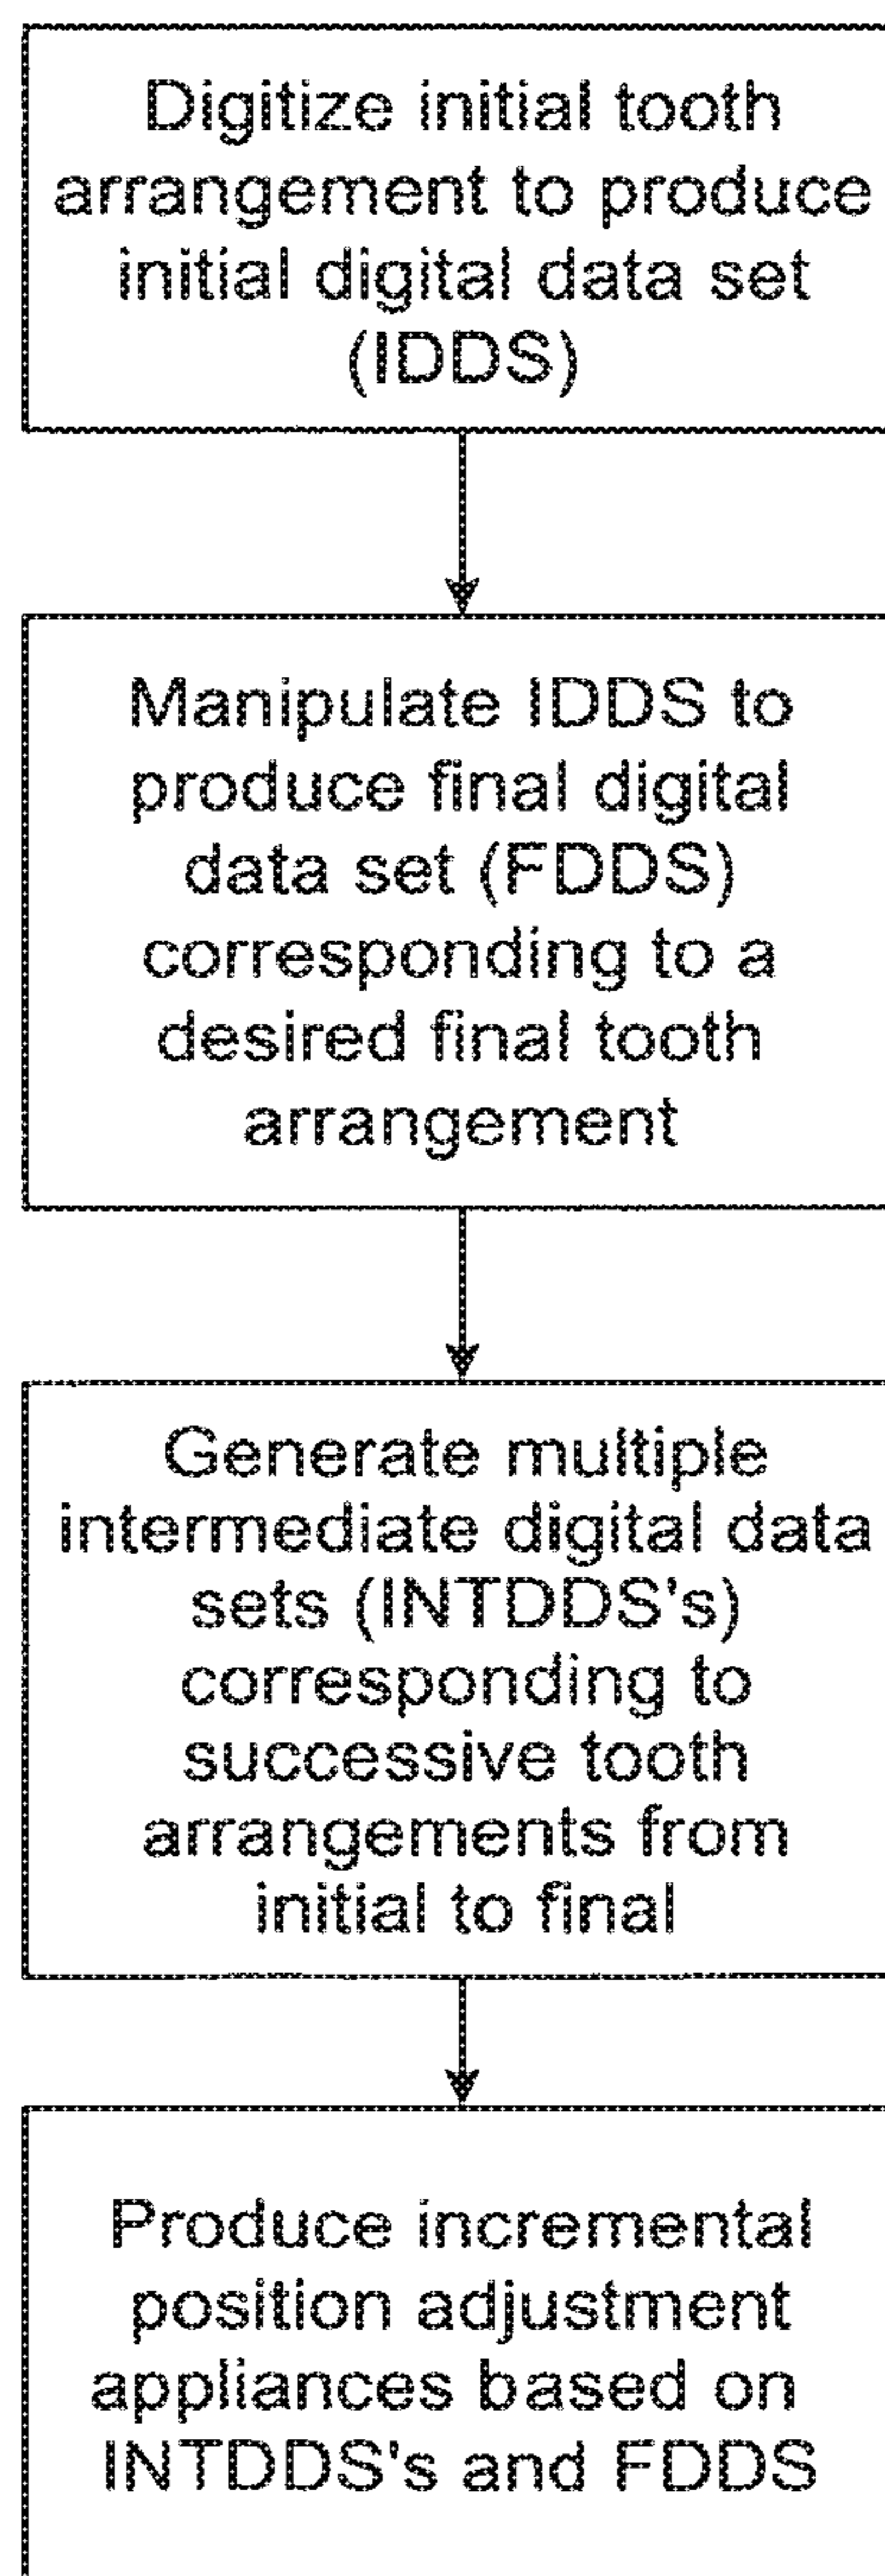 Digitize initial tooth
arrangement to produce
initial digital data set
(IDDS)
Manipulate IDDS to
produce final digital
data set (FDDS)
corresponding to a
desired final tooth
arrangement
Generate multiple
intermediate digital data
sets (INTDDS's)
corresponding to
successive tooth
arrangements from
initial to final
Produce incremental
position adjustment
appliances based on
INTDDS's and FDDS